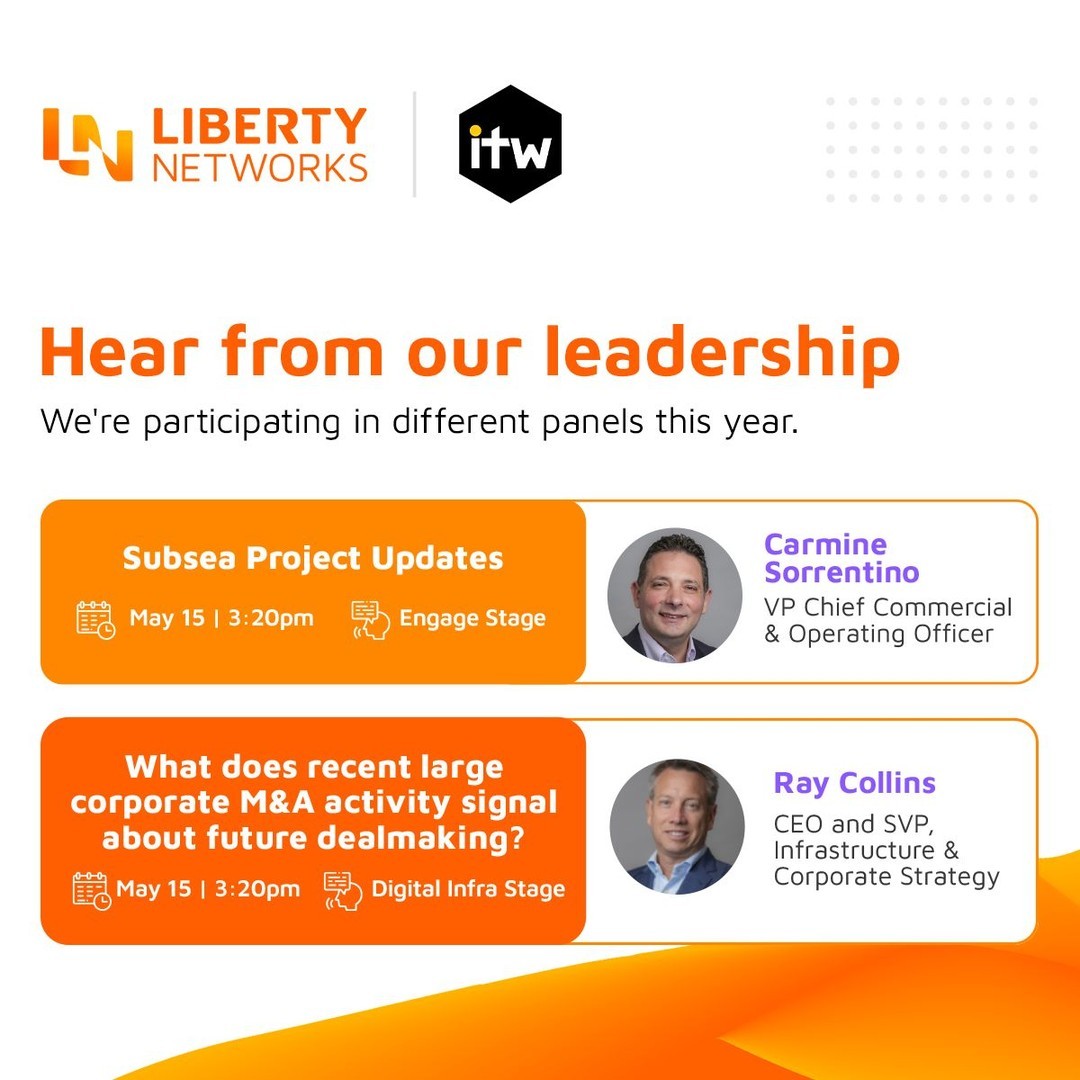 LN LIBERTY
NETWORKS
itw
Hear from our leadership
We're participating in different panels this year.
Subsea Project Updates
May 15 | 3:20pm
Engage Stage
Carmine
Sorrentino
VP Chief Commercial
& Operating Officer
What does recent large
corporate M&A activity signal
about future dealmaking?
May 15 | 3:20pm
Digital Infra Stage
Ray Collins
CEO and SVP,
Infrastructure &
Corporate Strategy